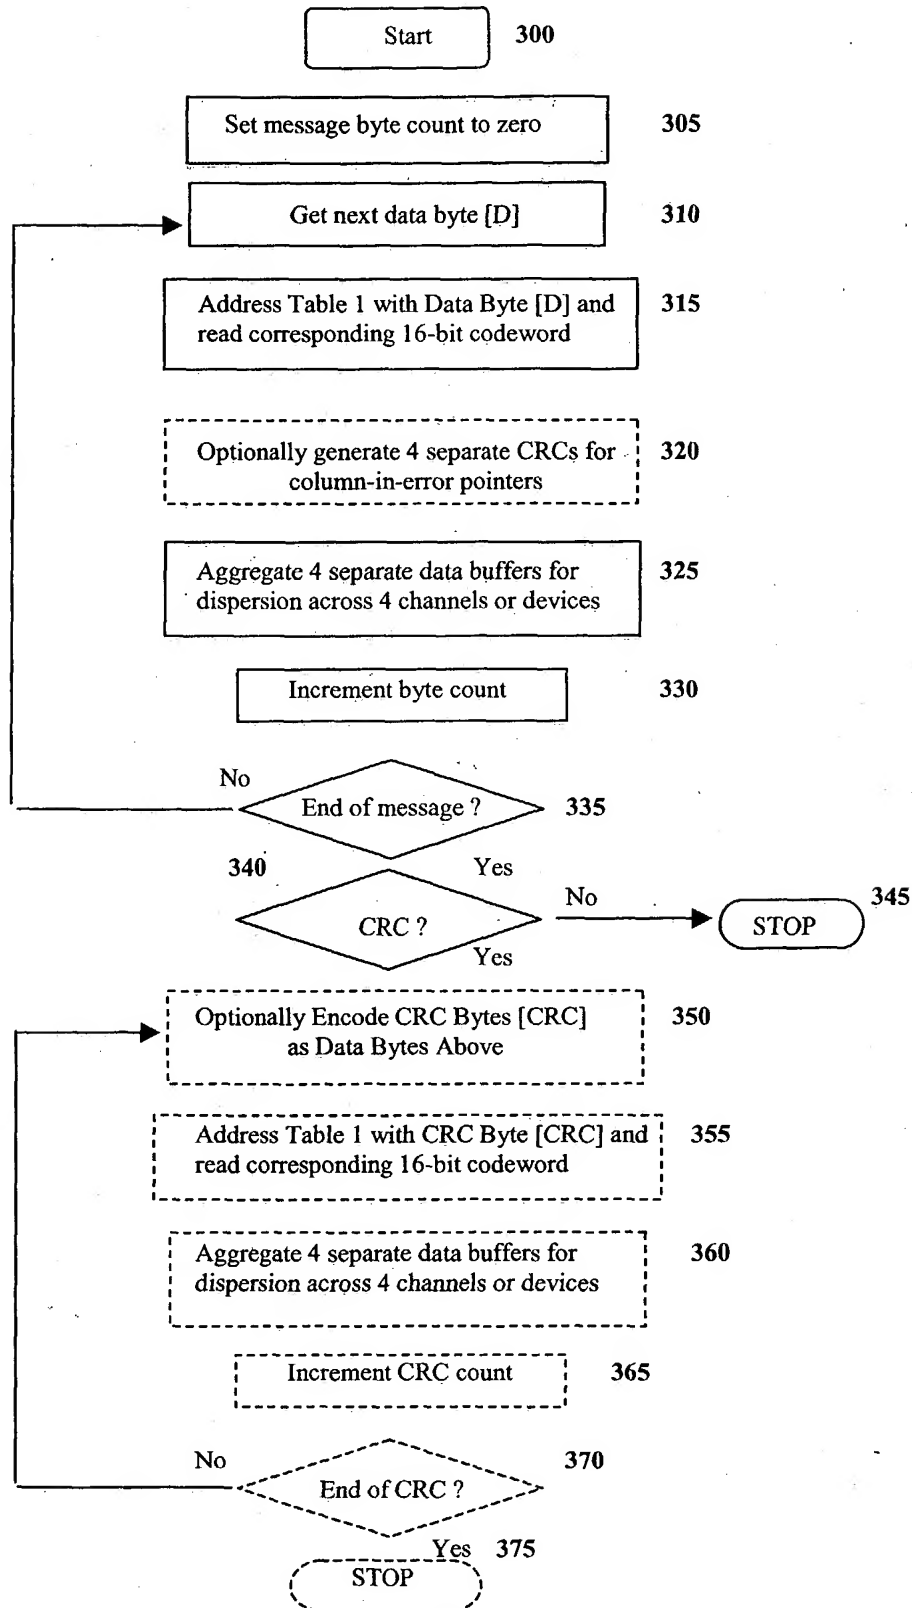 Start 300
Set message byte count to zero 305
Get next data byte [D] 310
Address Table 1 with Data Byte [D] and 315
read corresponding 16-bit codeword
Optionally generate 4 separate CRCs for 320
column-in-error pointers
Aggregate 4 separate data buffers for 325
dispersion across 4 channels or devices
Increment byte count 330
No
End of message ? 335
340 Yes
No 345
CRC ? STOP
Yes
Optionally Encode CRC Bytes [CRC] 350
as Data Bytes Above
Address Table 1 with CRC Byte [CRC] and 355
read corresponding 16-bit codeword
Aggregate 4 separate data buffers for 360
dispersion across 4 channels or devices
Increment CRC count 365
No 370
End of CRC ?
Yes 375
STOP